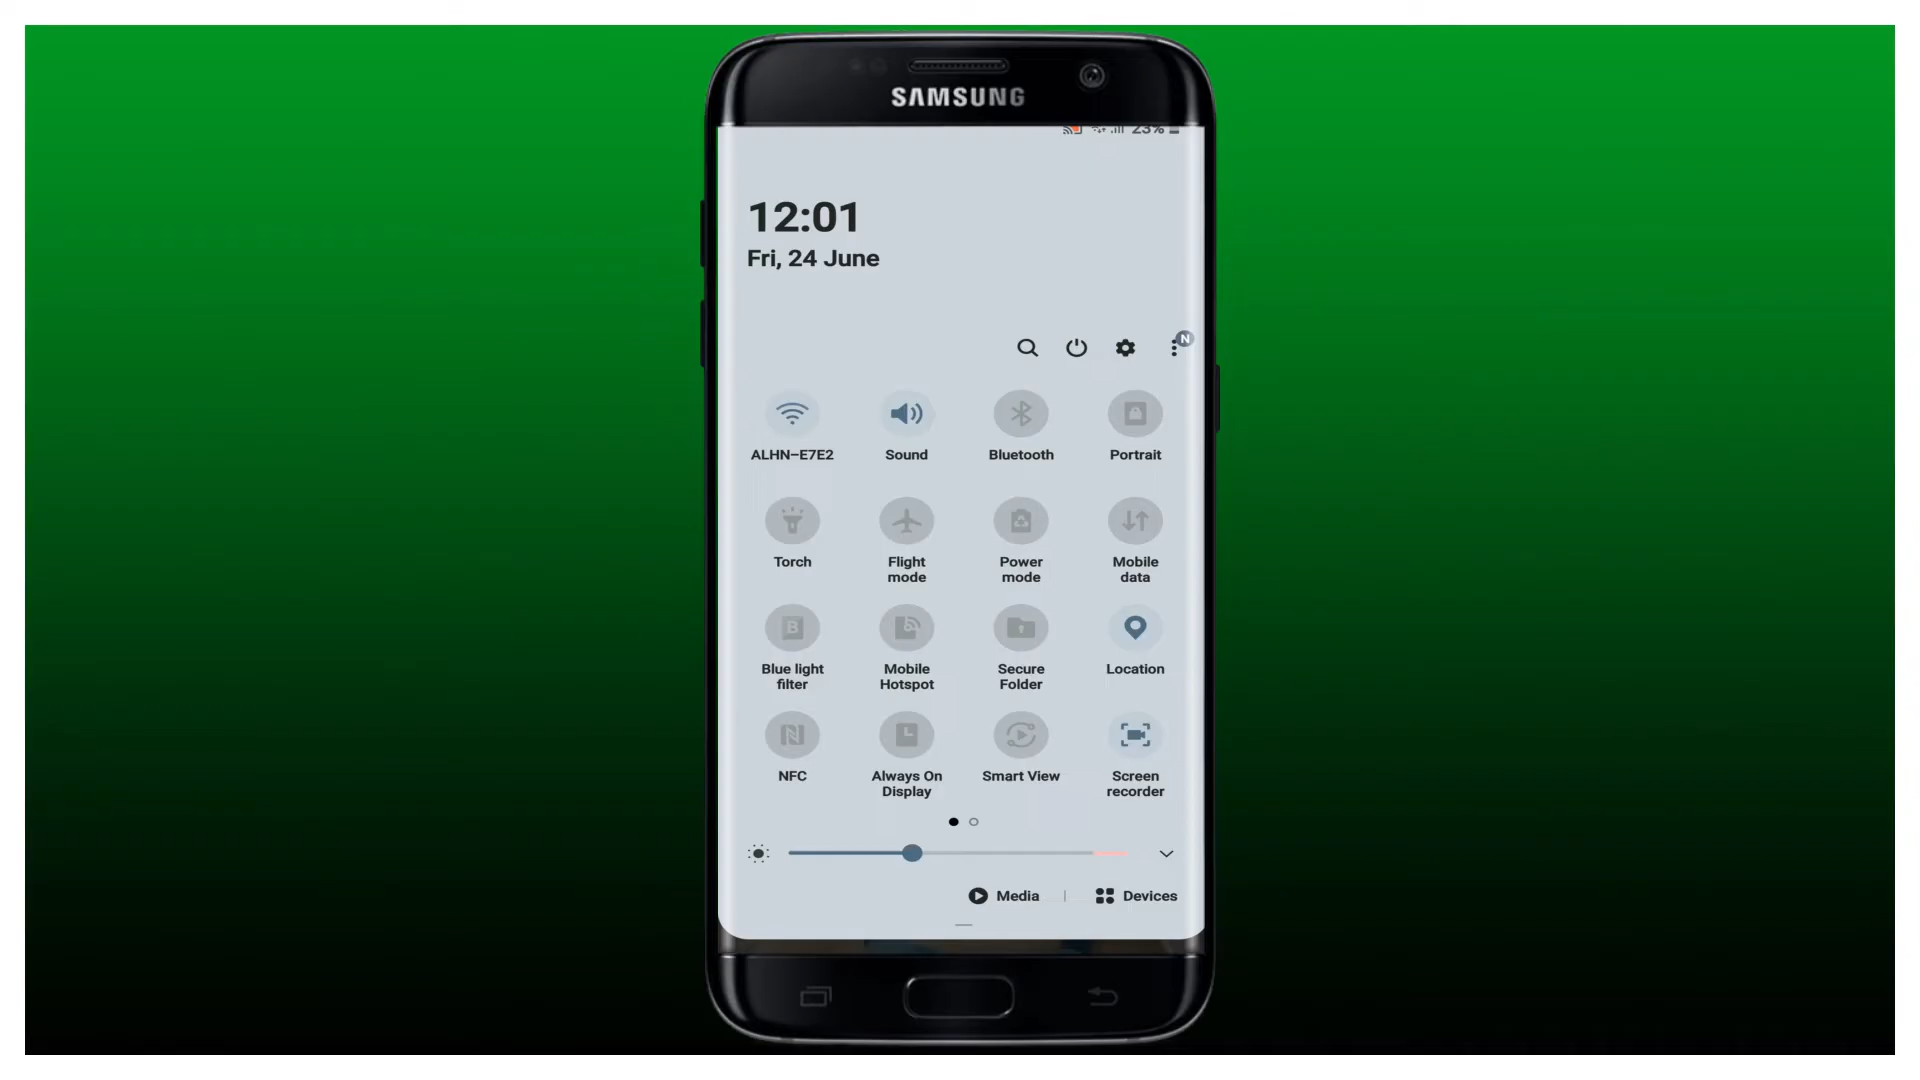 SAMSUNG
23%
12:01
Fri, 24 June
N
ALHN-E7E2 Sound Bluetooth Portrait
Torch Flight Power Mobile
mode mode data
B
Blue light Mobile Secure Location
filter Hotspot Folder
NFC Always On Smart View Screen
Display recorder
Media | Devices